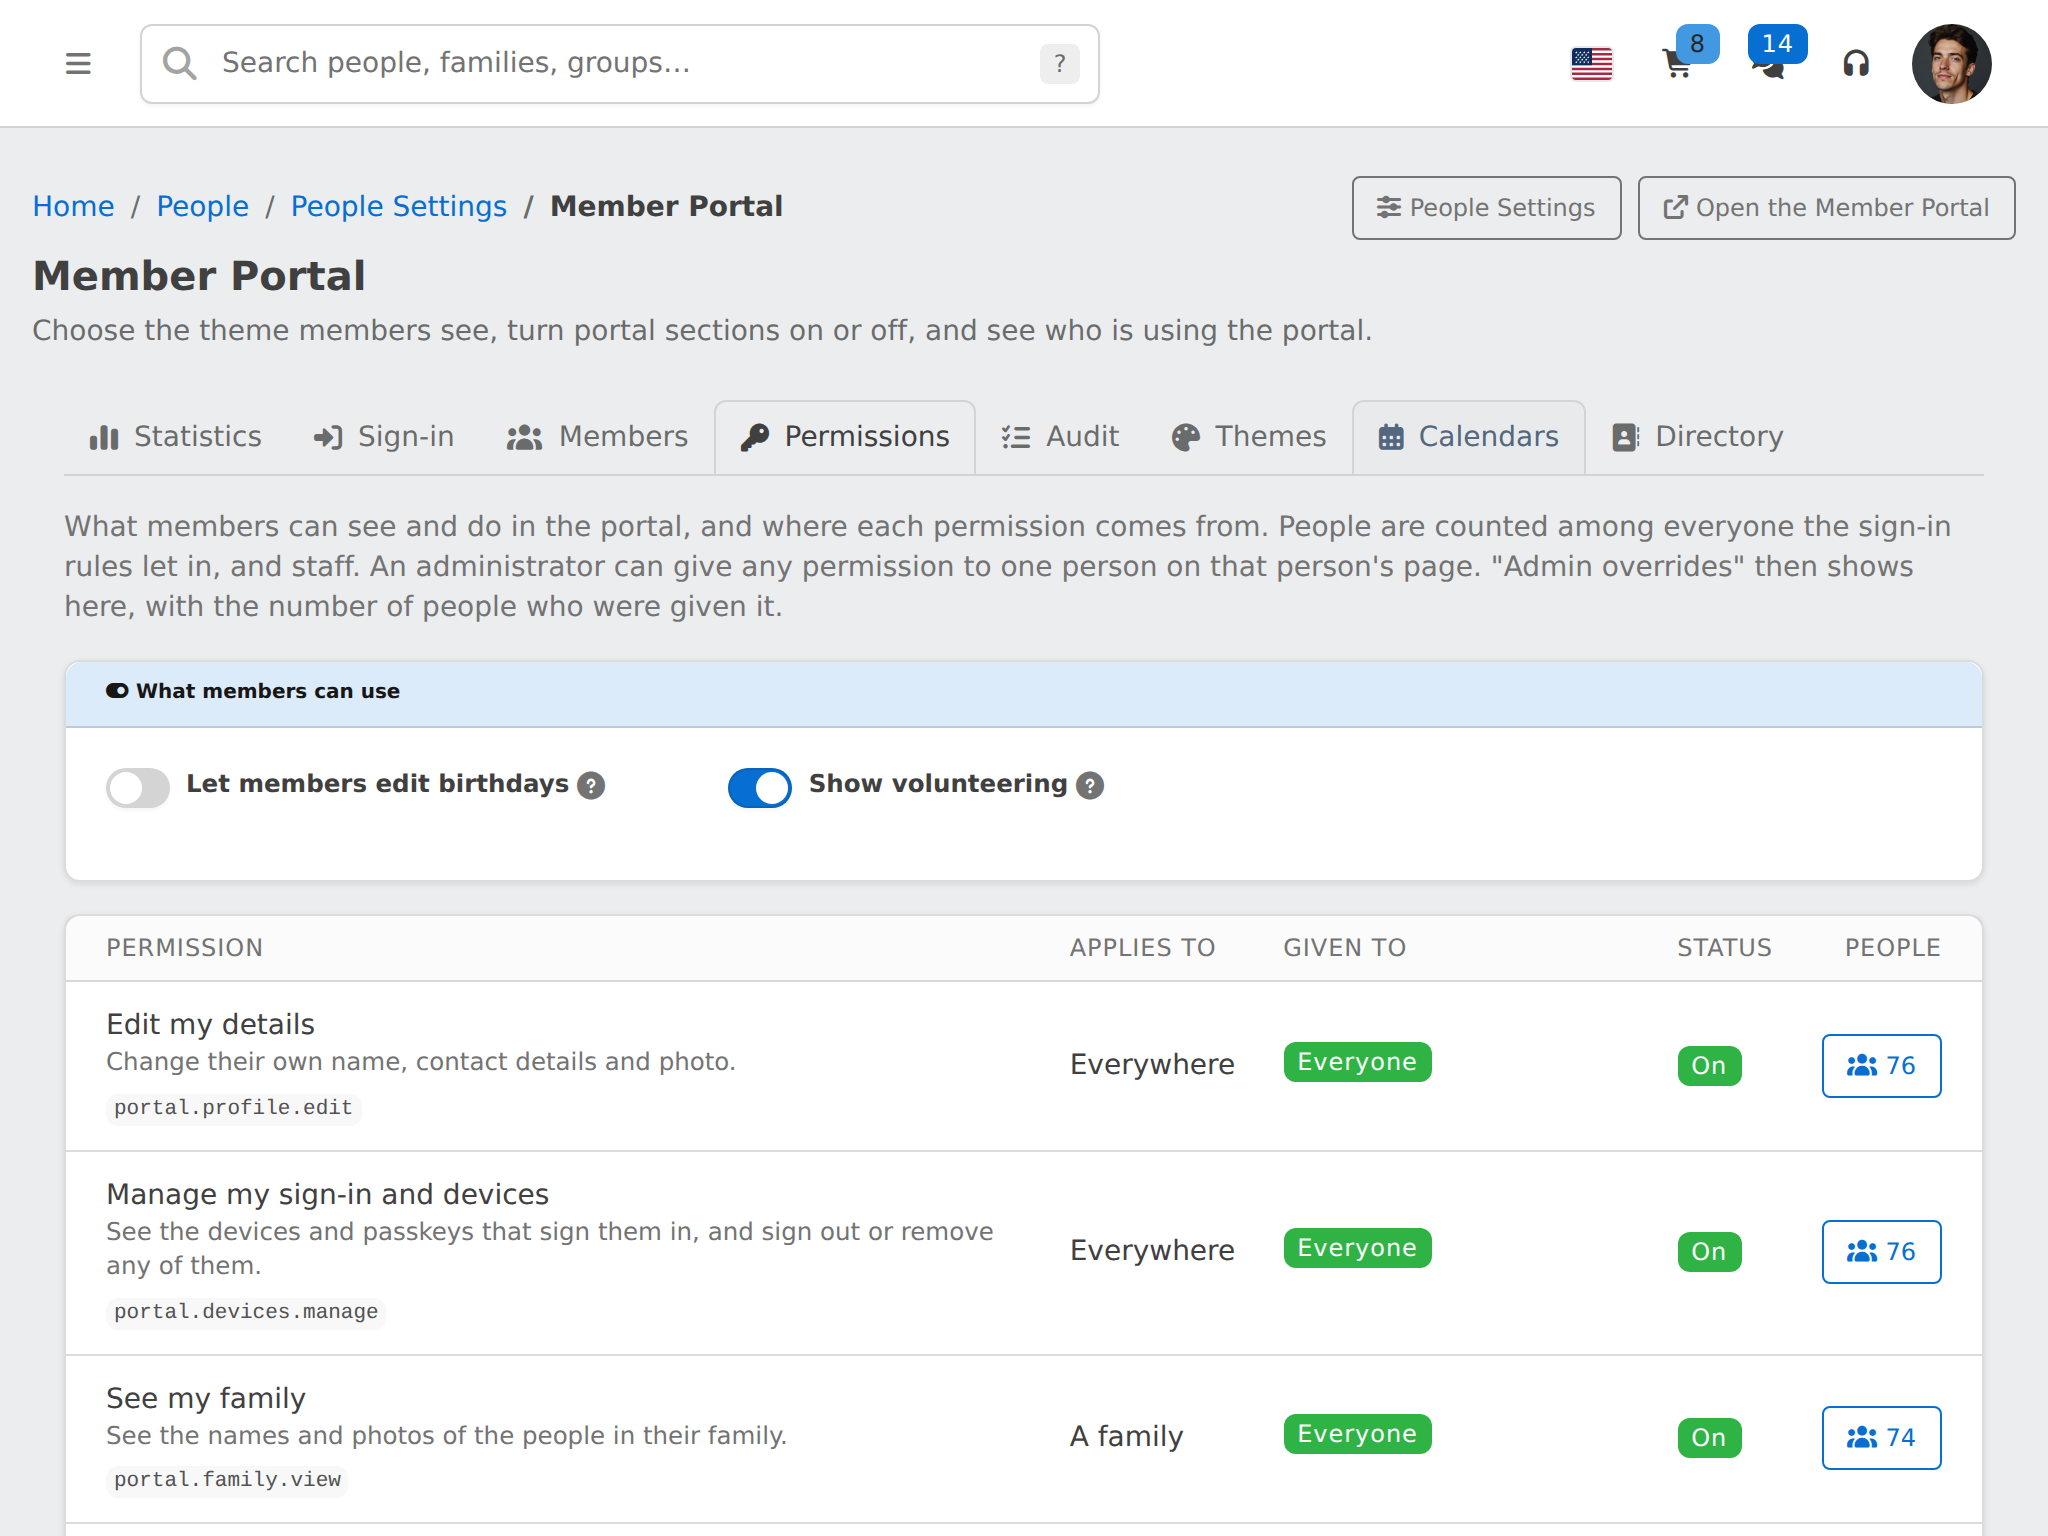 Search people, families, groups...
?
8
14
Home / People / People Settings / Member Portal
People Settings
Open the Member Portal
Member Portal
Choose the theme members see, turn portal sections on or off, and see who is using the portal.
Statistics
Sign-in
Members
Permissions
Audit
Themes
Calendars
Directory
What members can see and do in the portal, and where each permission comes from. People are counted among everyone the sign-in
rules let in, and staff. An administrator can give any permission to one person on that person's page. "Admin overrides" then shows
here, with the number of people who were given it.
What members can use
Let members edit birthdays ?
Show volunteering ?
PERMISSION APPLIES TO GIVEN TO STATUS PEOPLE
Edit my details
Change their own name, contact details and photo.
portal.profile.edit
Everywhere
Everyone
On
76
Manage my sign-in and devices
See the devices and passkeys that sign them in, and sign out or remove
any of them.
portal.devices.manage
Everywhere
Everyone
On
76
See my family
See the names and photos of the people in their family.
portal.family.view
A family
Everyone
On
74